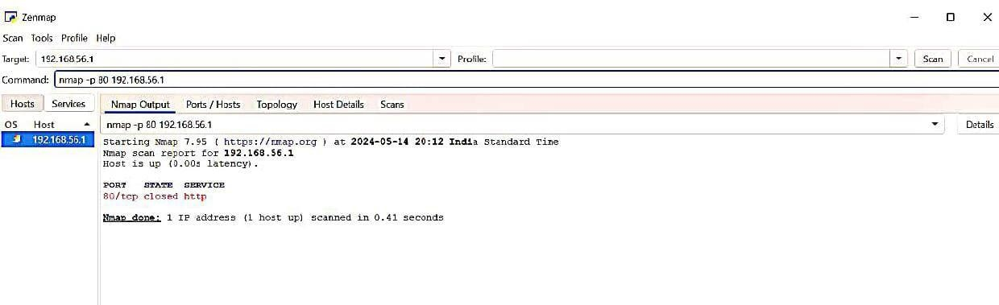 Zenmap
Scan Tools Profile Help
Target: 192.168.56.1 Profile: Scan Cancel
Command: nmap -p 80 192.168.56.1
Hosts Services Nmap Output Ports / Hosts Topology Host Details Scans
OS Host nmap -p 80 192.168.56.1 Details
192.168.56.1
Starting Nmap 7.95 ( https://nmap.org ) at 2024-05-14 20:12 India Standard Time
Nmap scan report for 192.168.56.1
Host is up (0.00s latency).
PORT STATE SERVICE
80/tcp closed http
Nmap done: 1 IP address (1 host up) scanned in 0.41 seconds